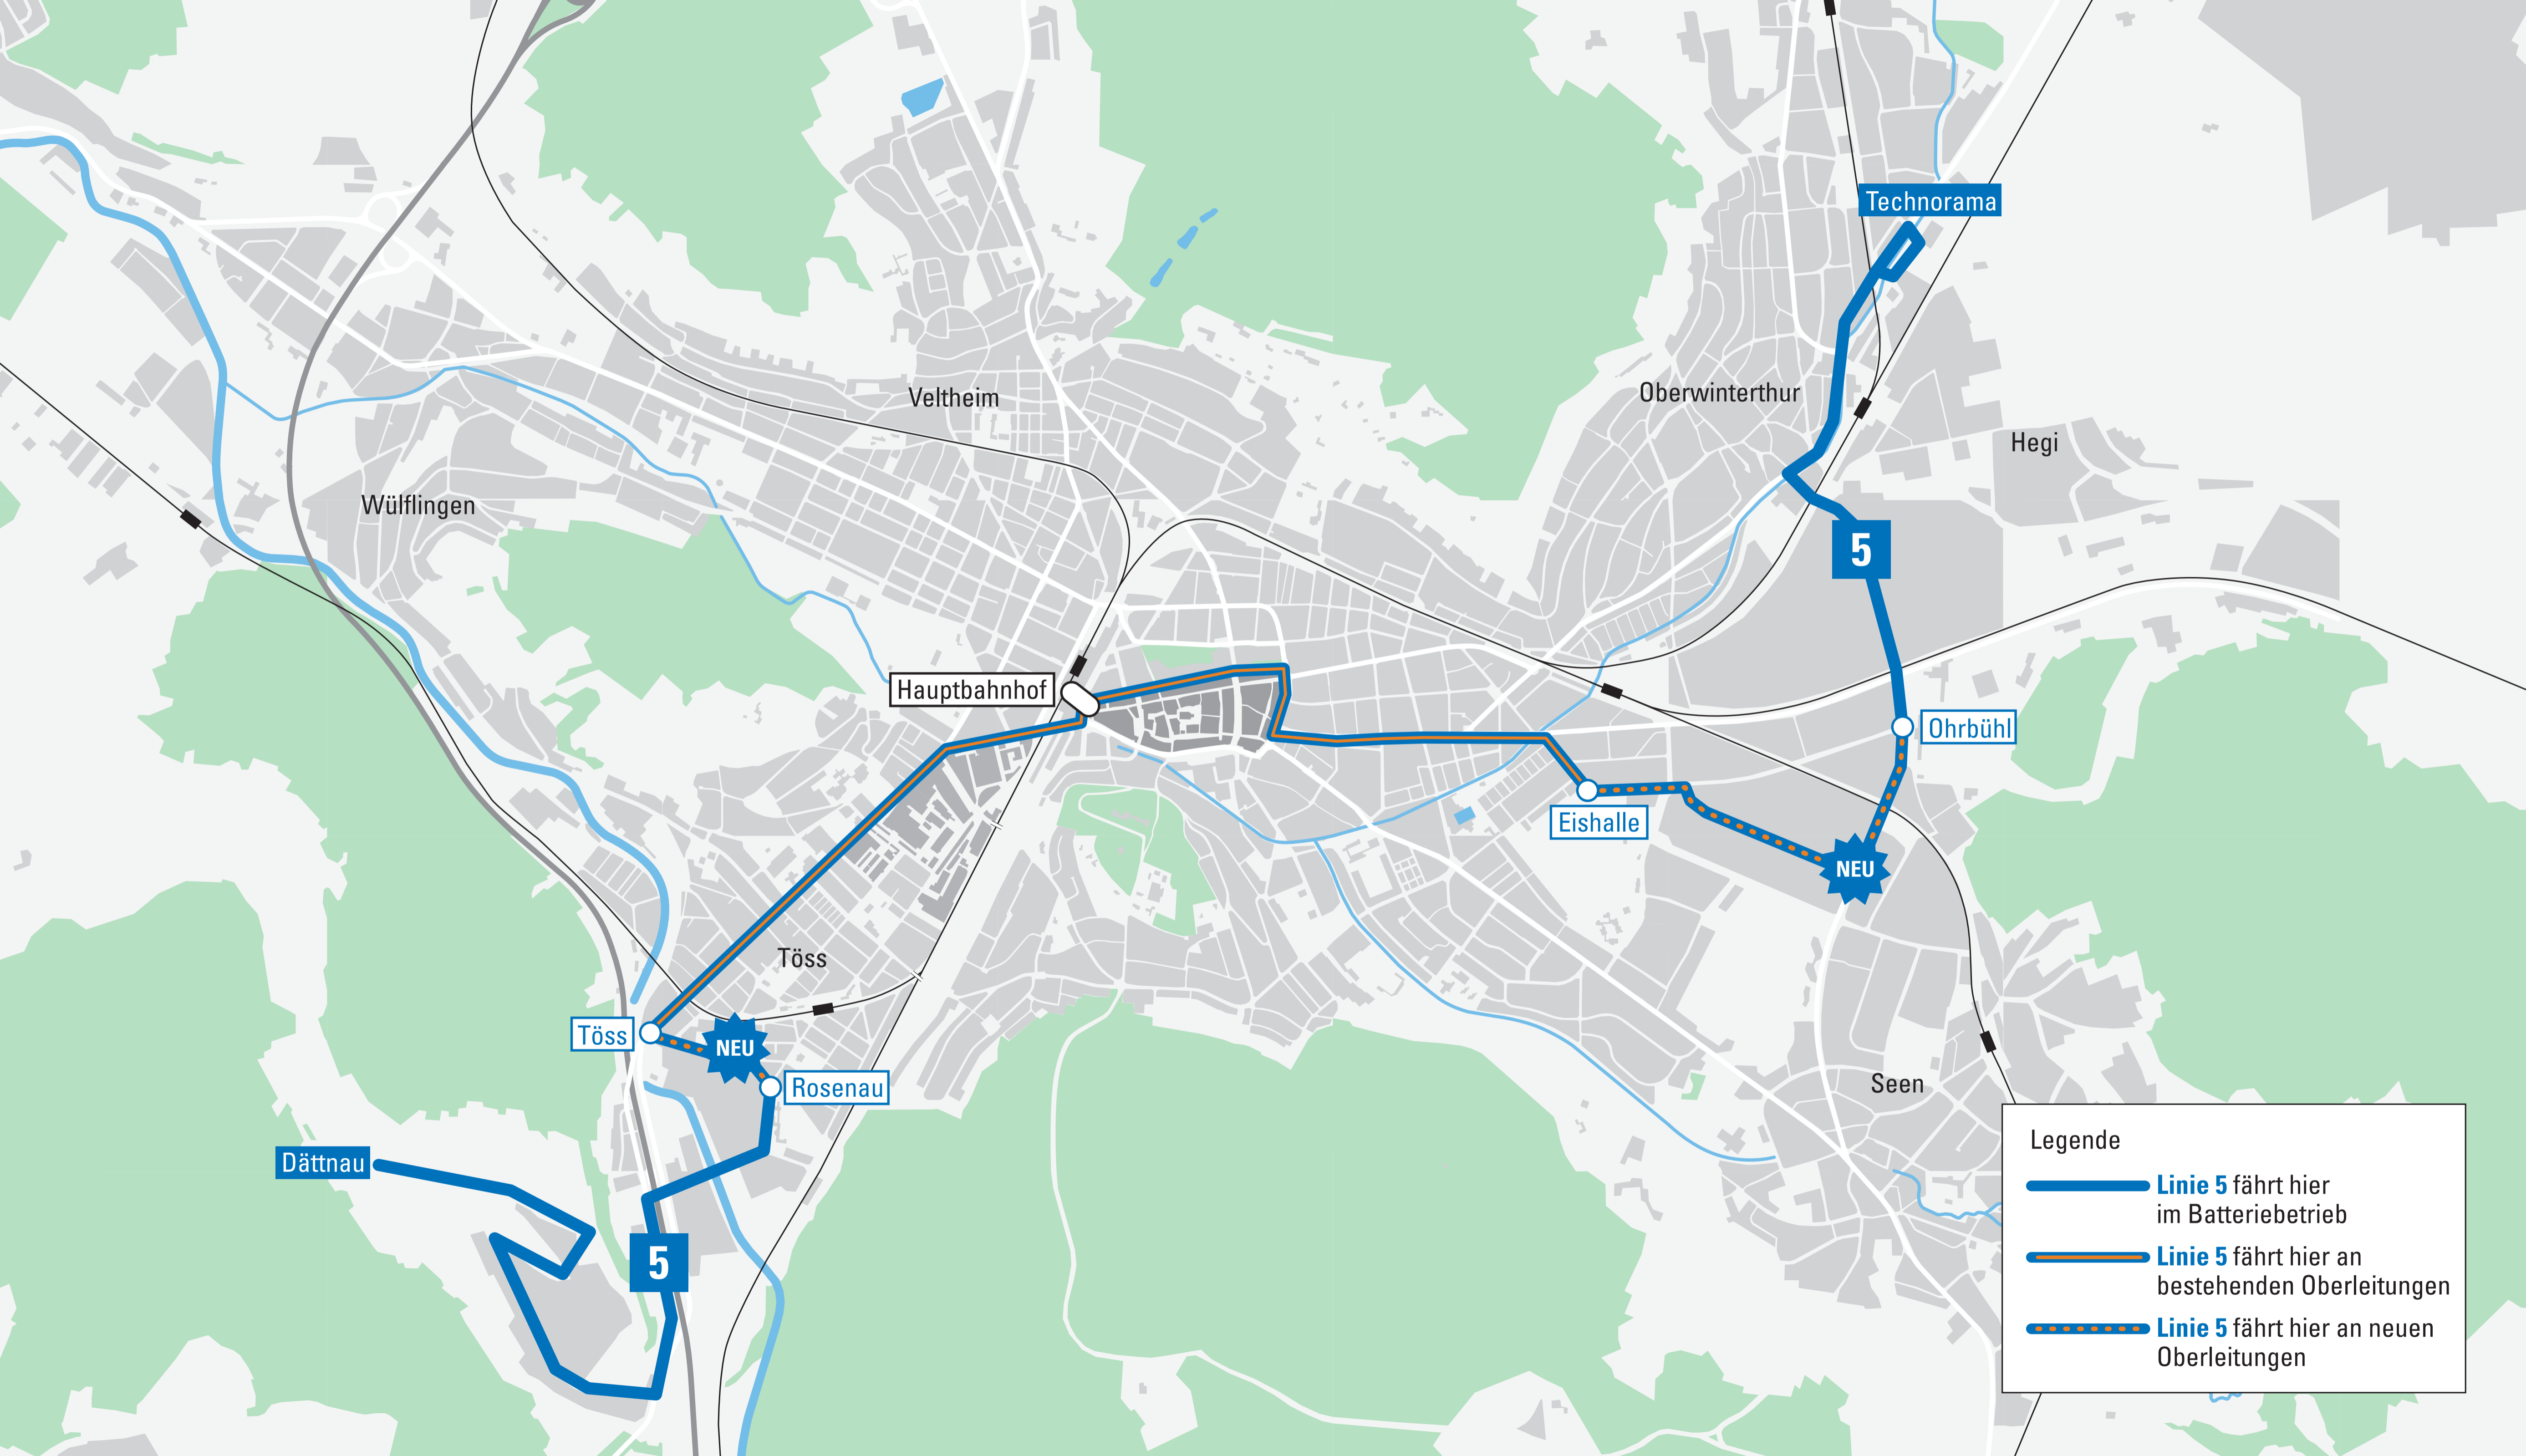 Technorama
Veltheim
Oberwinterthur
Hegi
Wülflingen
5
Hauptbahnhof
Ohrbühl
Eishalle
NEU
Töss
Töss
NEU
Rosenau
Seen
Dättnau
5
Legende
Linie 5 fährt hier
im Batteriebetrieb
Linie 5 fährt hier an
bestehenden Oberleitungen
Linie 5 fährt hier an neuen
Oberleitungen